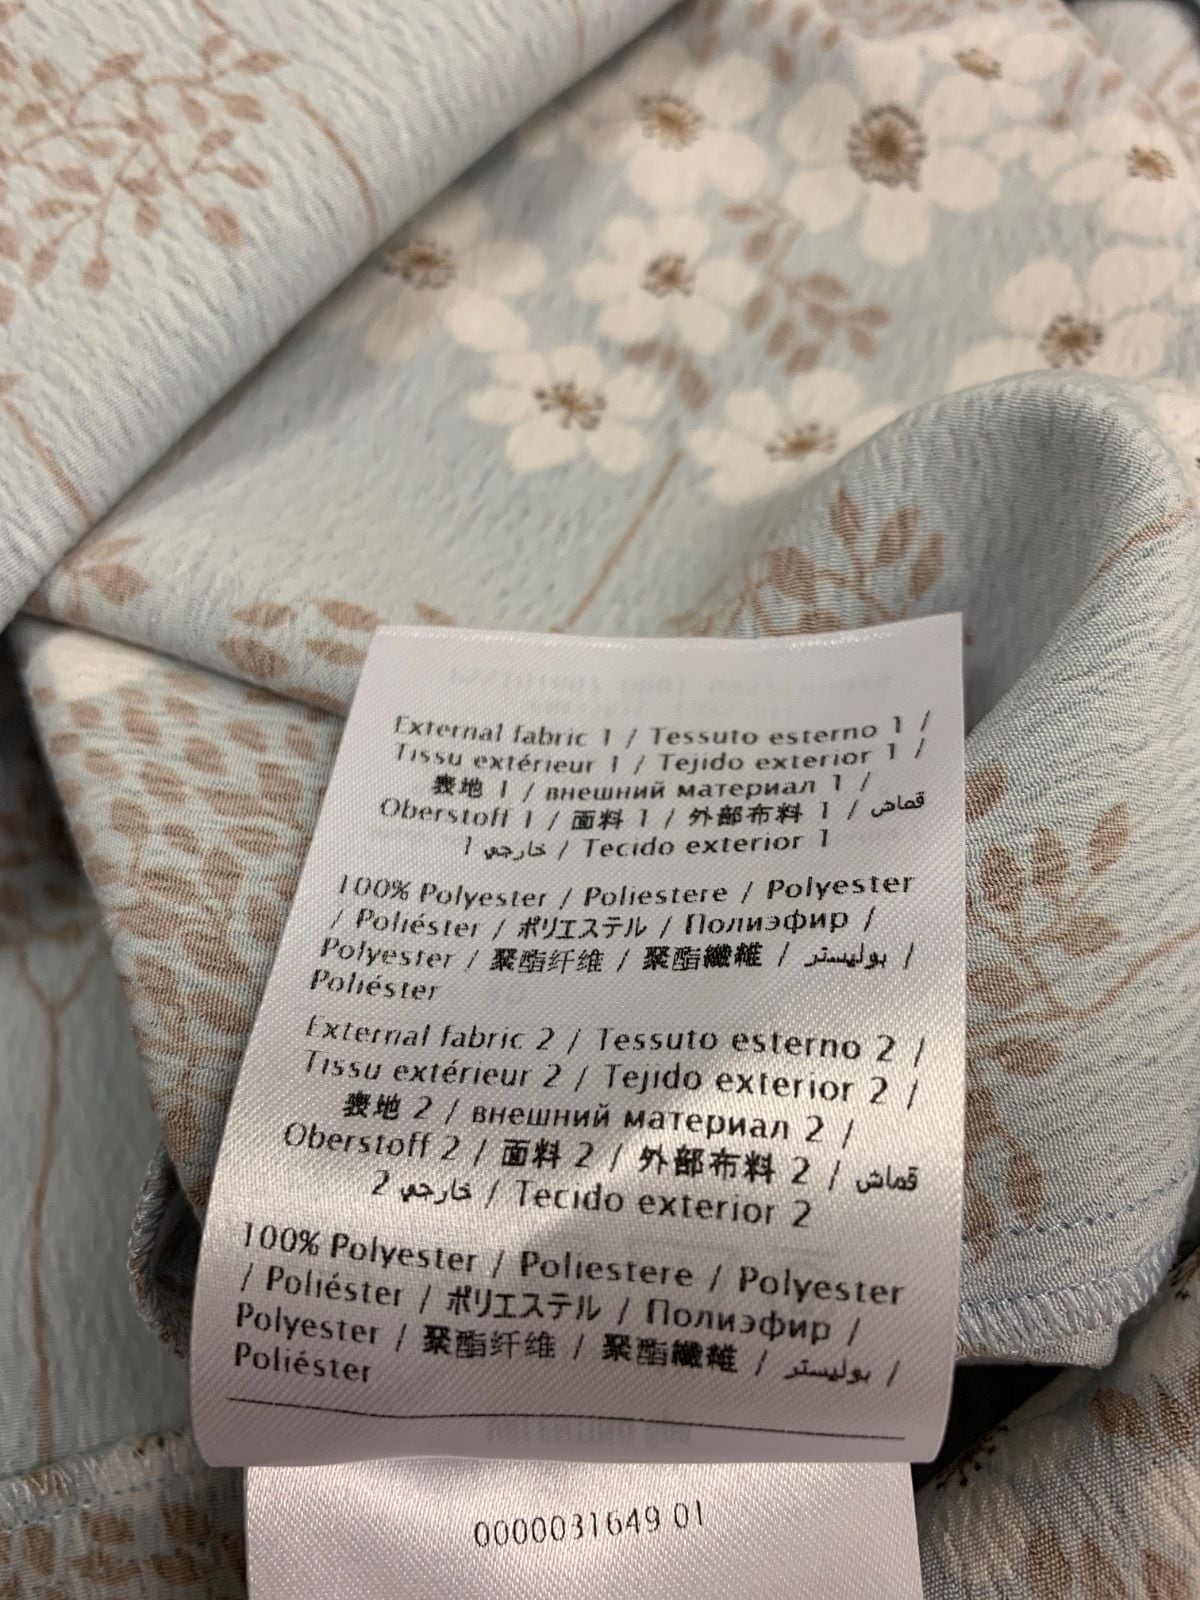 External fabric 1 / Tessuto esterno 1 /
Tissu extérieur 1 / Tejido exterior 1 /
表地 1 / внешний материал 1 /
Oberstoff 1 / 面料 1 / 外部布料 1 / قماش
خارجي 1 / Tecido exterior 1
100% Polyester / Poliestere / Polyester
/ Poliéster / ポリエステル / Полиэфир /
Polyester / 聚酯纤维 / 聚酯纖維 / بوليستر /
Poliéster
External fabric 2 / Tessuto esterno 2 /
Tissu extérieur 2 / Tejido exterior 2 /
表地 2 / внешний материал 2 /
Oberstoff 2 / 面料 2 / 外部布料 2 / قماش
خارجي 2 / Tecido exterior 2
100% Polyester / Poliestere / Polyester
/ Poliéster / ポリエステル / Полиэфир /
Polyester / 聚酯纤维 / 聚酯纖維 / بوليستر /
Poliéster
0000031649 01